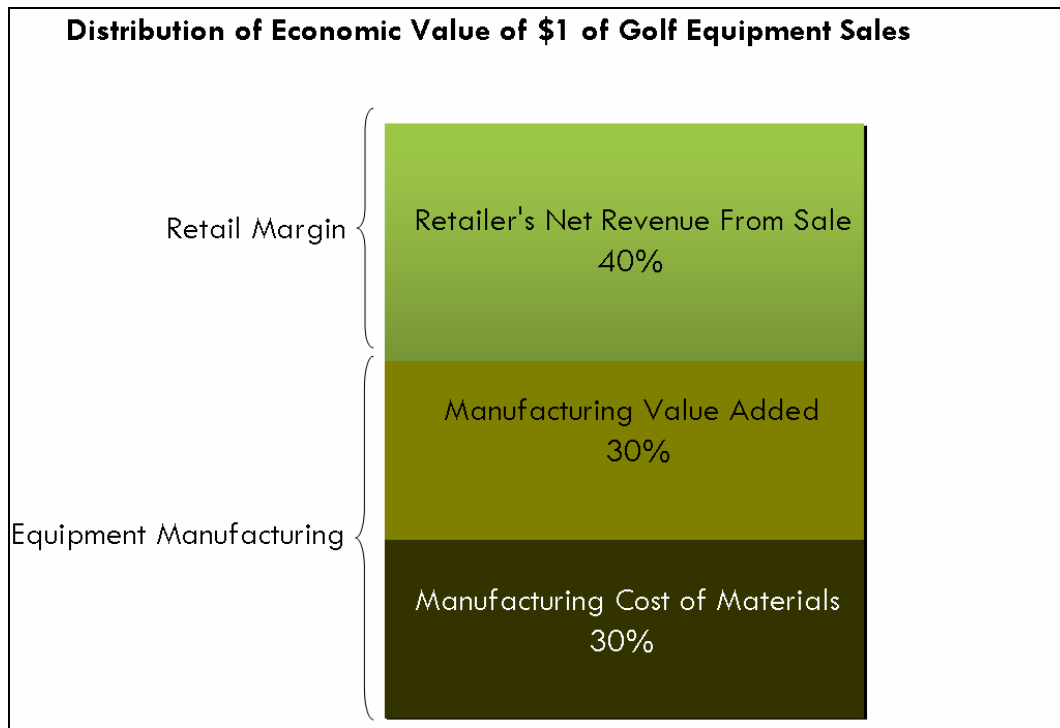 Distribution of Economic Value of $1 of Golf Equipment Sales
Retail Margin
Retailer's Net Revenue From Sale
40%
Manufacturing Value Added
30%
Equipment Manufacturing
Manufacturing Cost of Materials
30%